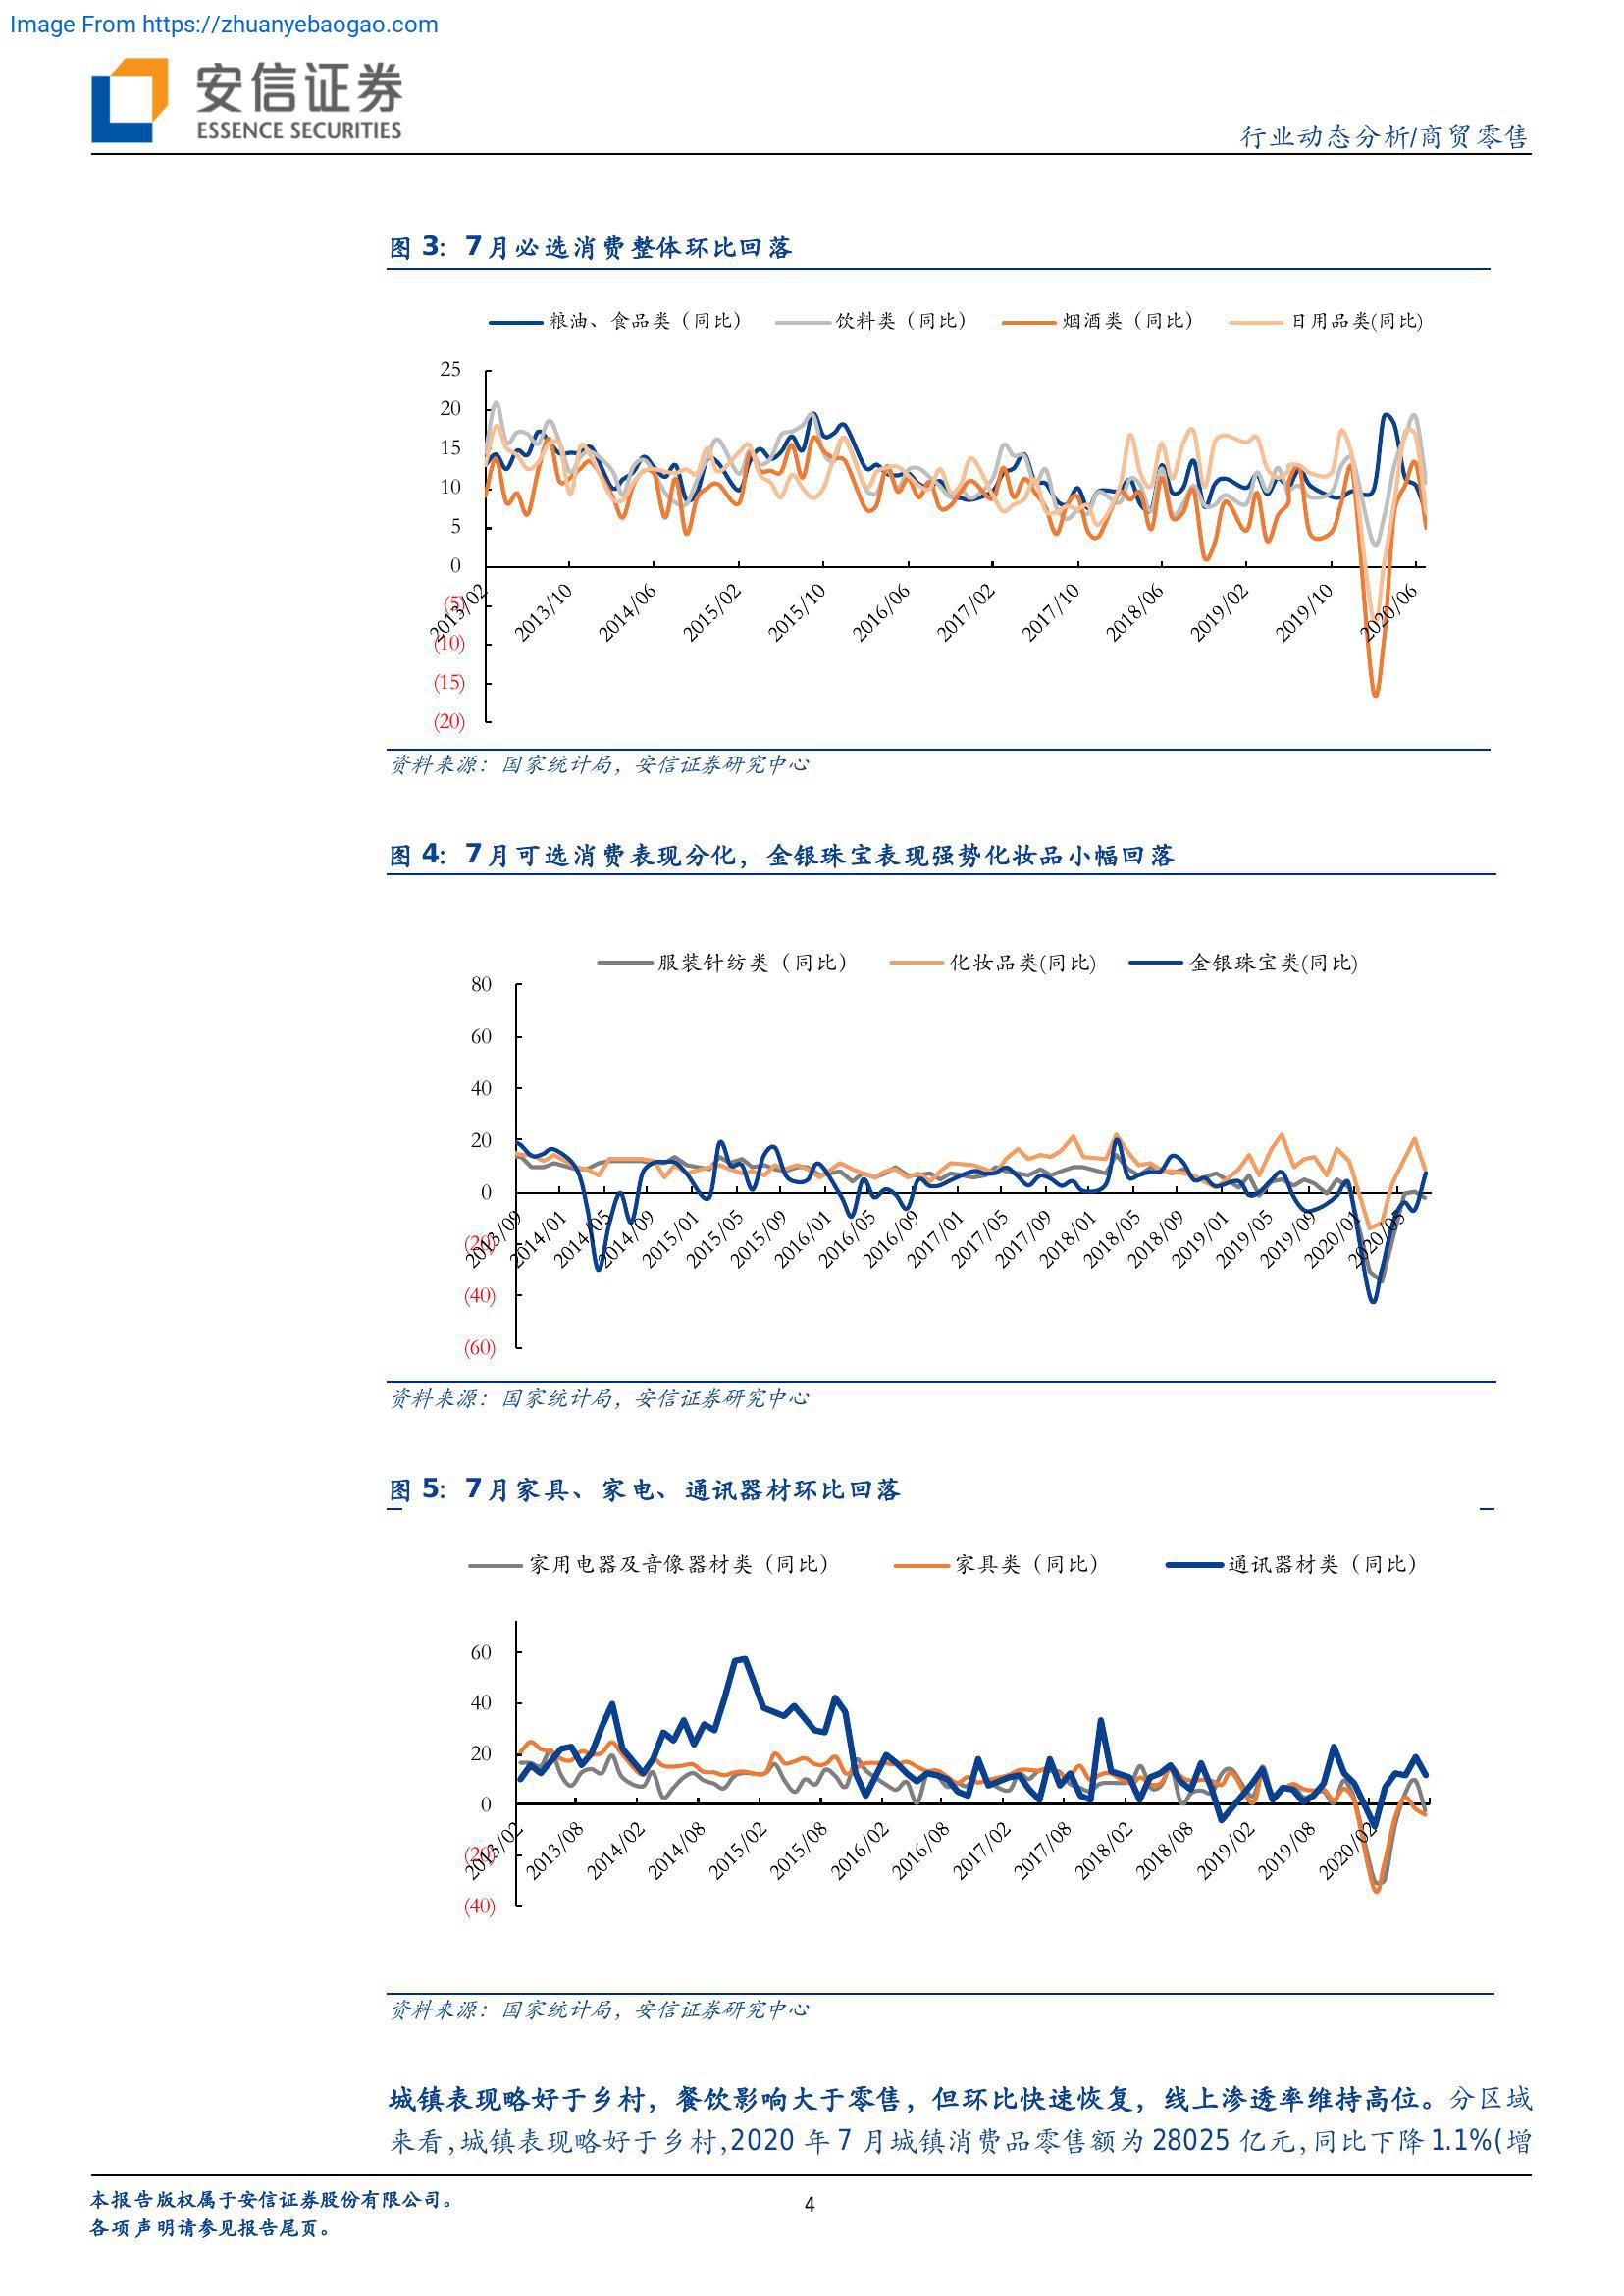 Image From https://zhuanyebaogao.com
安信证券
ESSENCE SECURITIES
行业动态分析/商贸零售
图 3：7 月必选消费整体环比回落
粮油、食品类（同比） 饮料类（同比） 烟酒类（同比） 日用品类(同比)
25
20
15
10
5
0
(5)
(10)
(15)
(20)
2013/02 2013/10 2014/06 2015/02 2015/10 2016/06 2017/02 2017/10 2018/06 2019/02 2019/10 2020/06
资料来源：国家统计局，安信证券研究中心
图 4：7 月可选消费表现分化，金银珠宝表现强势化妆品小幅回落
服装针纺类（同比） 化妆品类(同比) 金银珠宝类(同比)
80
60
40
20
0
(20)
(40)
(60)
2013/09 2014/01 2014/05 2014/09 2015/01 2015/05 2015/09 2016/01 2016/05 2016/09 2017/01 2017/05 2017/09 2018/01 2018/05 2018/09 2019/01 2019/05 2019/09 2020/01 2020/05
资料来源：国家统计局，安信证券研究中心
图 5：7 月家具、家电、通讯器材环比回落
家用电器及音像器材类（同比） 家具类（同比） 通讯器材类（同比）
60
40
20
0
(20)
(40)
2013/02 2013/08 2014/02 2014/08 2015/02 2015/08 2016/02 2016/08 2017/02 2017/08 2018/02 2018/08 2019/02 2019/08 2020/02
资料来源：国家统计局，安信证券研究中心
城镇表现略好于乡村，餐饮影响大于零售，但环比快速恢复，线上渗透率维持高位。分区域
来看,城镇表现略好于乡村,2020 年 7 月城镇消费品零售额为 28025 亿元,同比下降 1.1%(增
本报告版权属于安信证券股份有限公司。
各项声明请参见报告尾页。
4